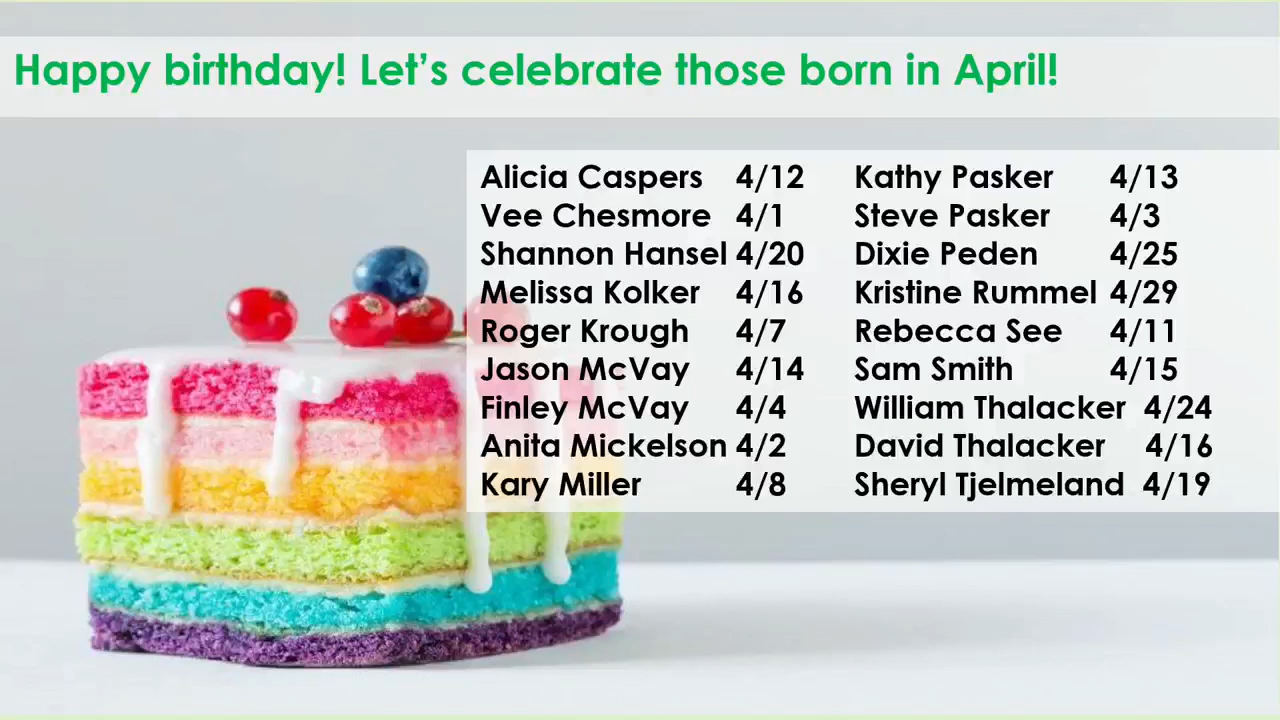 Happy birthday! Let’s celebrate those born in April!
Alicia Caspers 4/12 Kathy Pasker 4/13
Vee Chesmore 4/1 Steve Pasker 4/3
Shannon Hansel 4/20 Dixie Peden 4/25
Melissa Kolker 4/16 Kristine Rummel 4/29
Roger Krough 4/7 Rebecca See 4/11
Jason McVay 4/14 Sam Smith 4/15
Finley McVay 4/4 William Thalacker 4/24
Anita Mickelson 4/2 David Thalacker 4/16
Kary Miller 4/8 Sheryl Tjelmeland 4/19